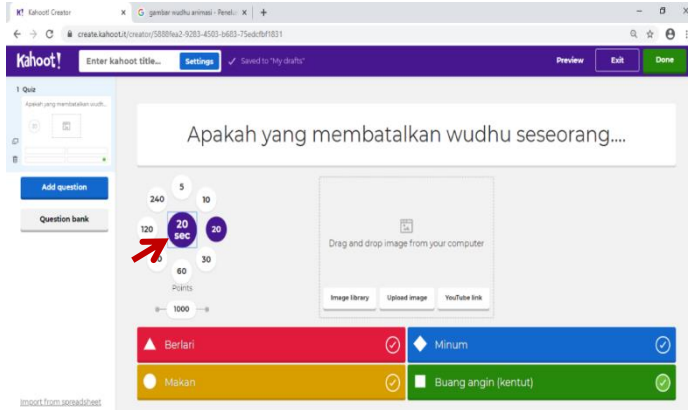 Kahoot! Creator
gambar wudhu animasi - Penelu
create.kahoot.it/creator/5888fea2-9283-4503-b683-75edcfbf1831
Kahoot! Enter kahoot title... Settings Saved to "My drafts" Preview Exit Done
1 Quiz
Apakah yang membatalkan wudh...
Add question
Question bank
Import from spreadsheet
Apakah yang membatalkan wudhu seseorang....
5
240 10
120 20 sec 20
30
60
Points
1000
Drag and drop image from your computer
Image library Upload image YouTube link
Berlari
Minum
Makan
Buang angin (kentut)